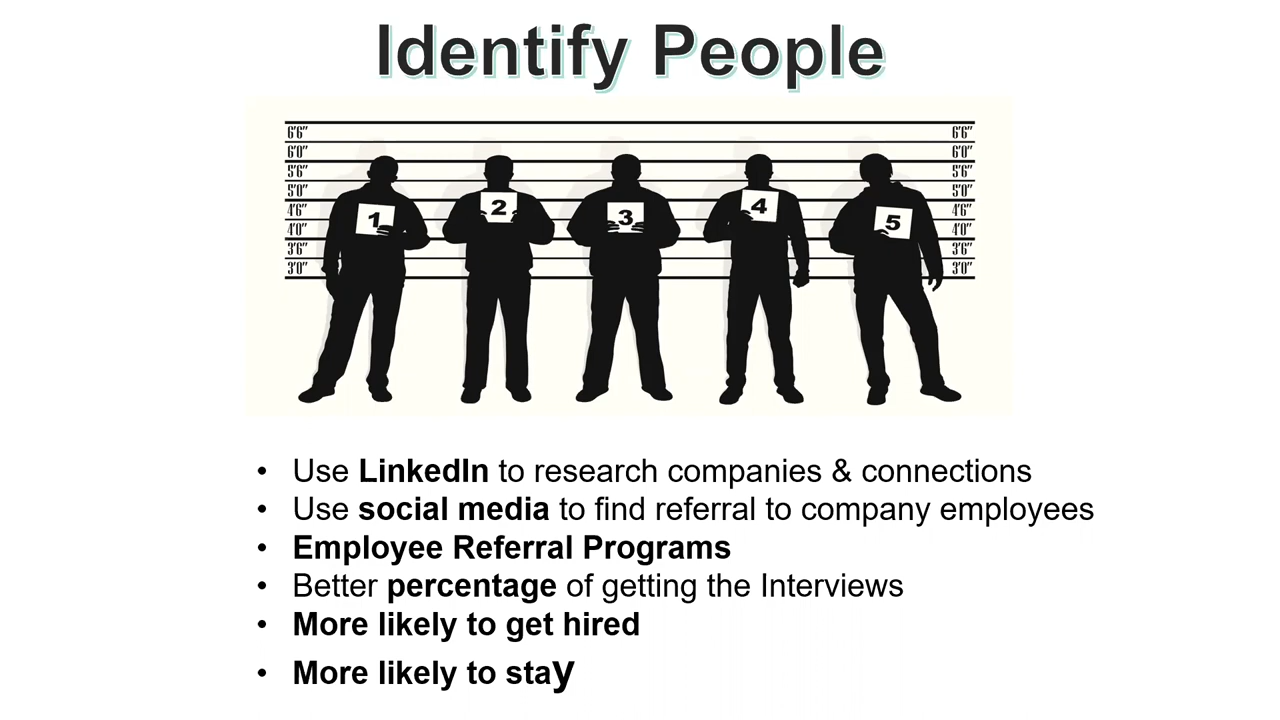 Identify People
6'6" 6'6"
6'0" 6'0"
5'6" 5'6"
5'0" 5'0"
4'6" 4'6"
4'0" 4'0"
3'6" 3'6"
3'0" 3'0"
1 2 3 4 5
• Use LinkedIn to research companies & connections
• Use social media to find referral to company employees
• Employee Referral Programs
• Better percentage of getting the Interviews
• More likely to get hired
• More likely to stay